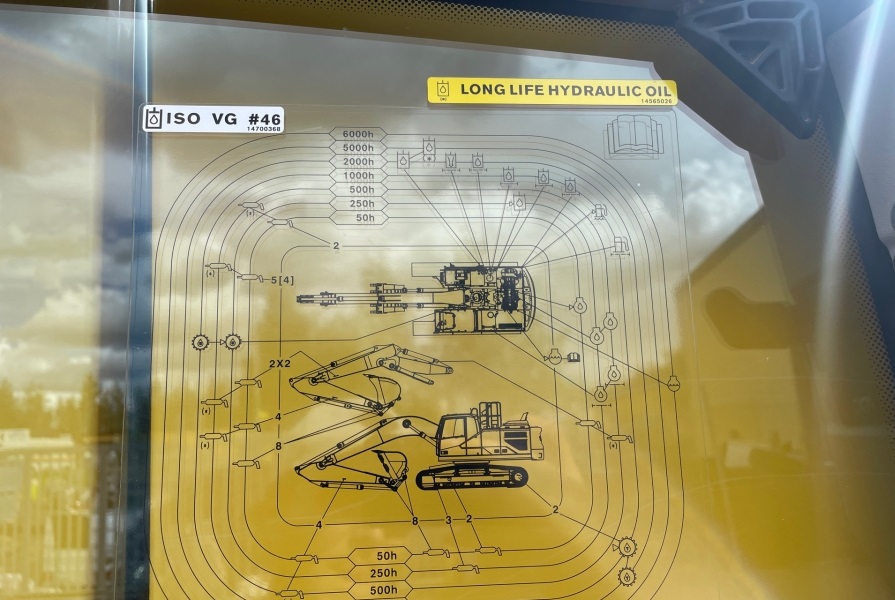 LONG LIFE HYDRAULIC OIL
14565026
ISO VG #46
14700368
6000h
5000h
2000h
1000h
500h
250h
50h
2
5[4]
2X2
4
8
4
8
3
2
2
50h
250h
500h